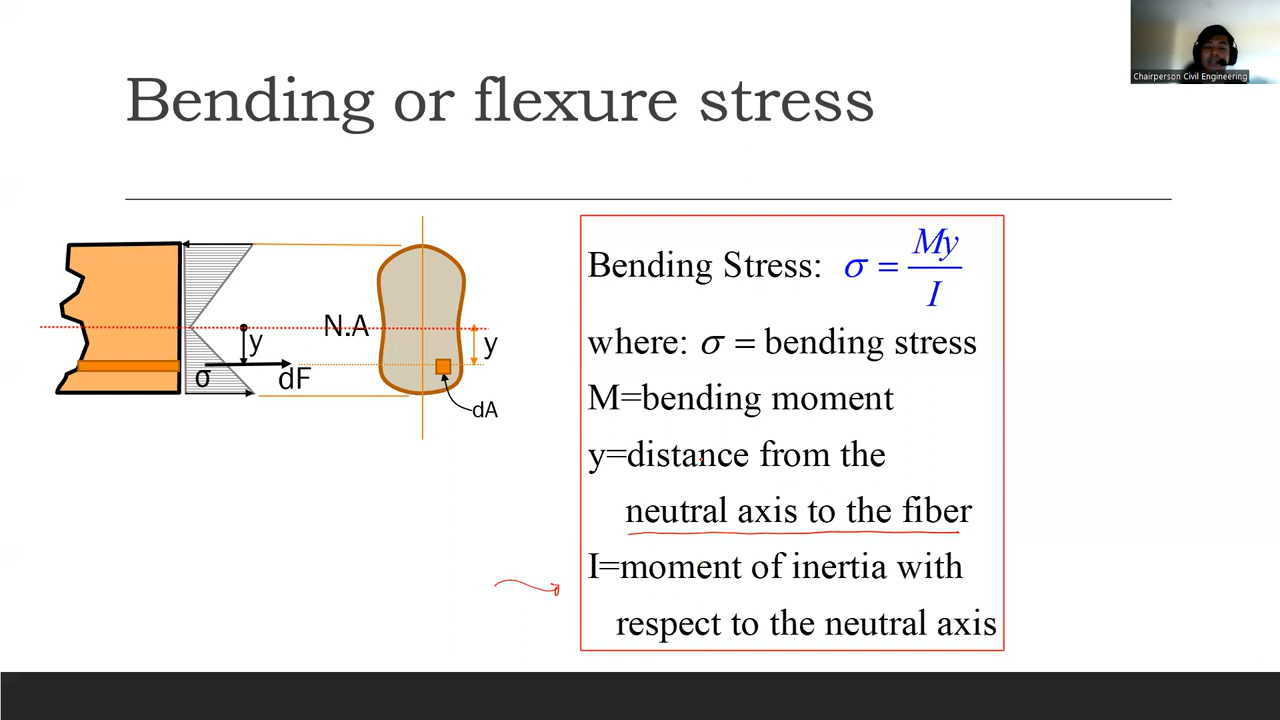 Chairperson Civil Engineering
Bending or flexure stress
Bending Stress: σ = My/I
where: σ = bending stress
M=bending moment
y=distance from the
neutral axis to the fiber
I=moment of inertia with
respect to the neutral axis
N.A
y
y
σ
dF
dA